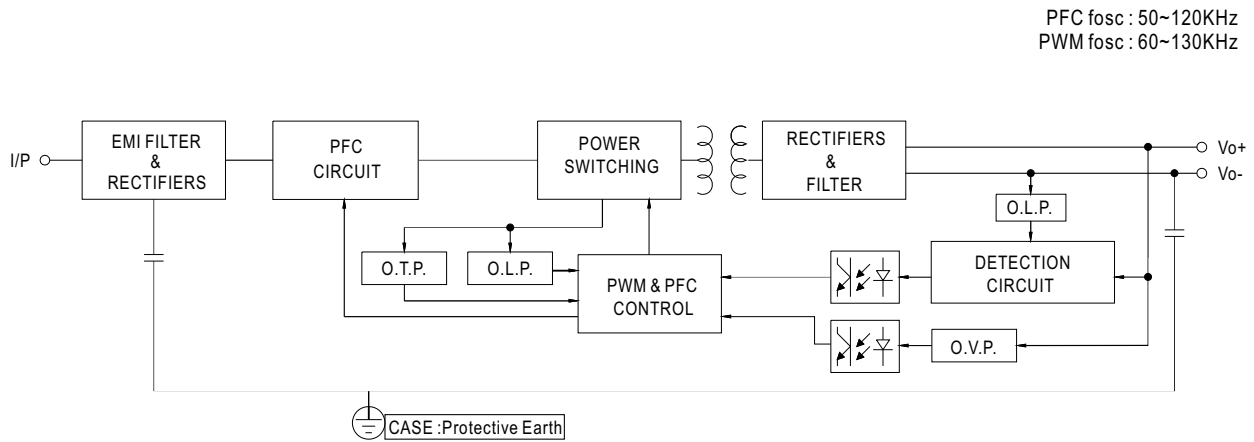 PFC fosc : 50~120KHz
PWM fosc : 60~130KHz
I/P
EMI FILTER
&
RECTIFIERS
PFC
CIRCUIT
POWER
SWITCHING
RECTIFIERS
&
FILTER
Vo+
Vo-
O.L.P.
O.T.P.
O.L.P.
PWM & PFC
CONTROL
DETECTION
CIRCUIT
O.V.P.
CASE :Protective Earth